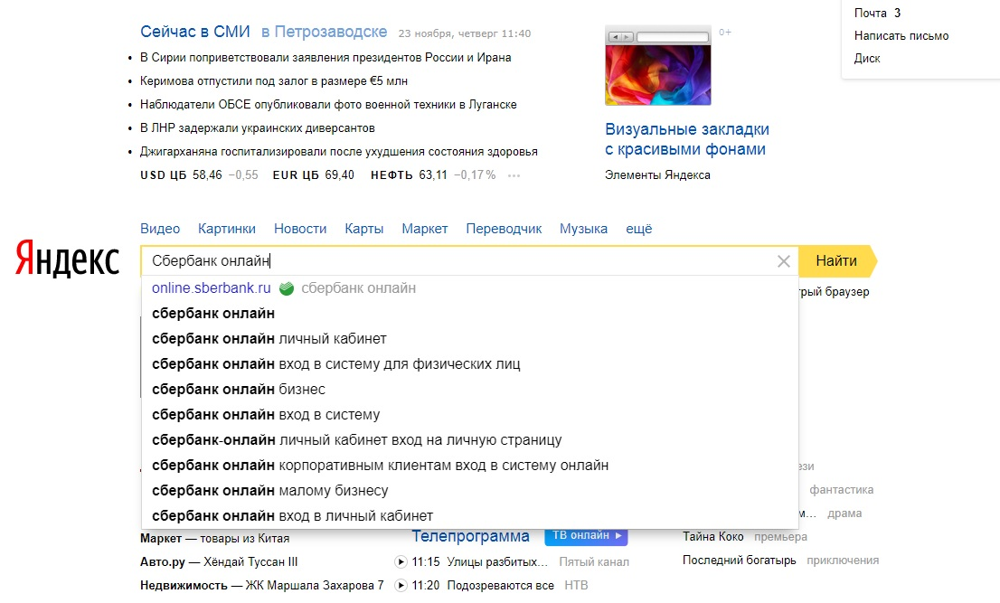 Почта 3
Написать письмо
Диск
Сейчас в СМИ в Петрозаводске 23 ноября, четверг 11:40
В Сирии поприветствовали заявления президентов России и Ирана
Керимова отпустили под залог в размере €5 млн
Наблюдатели ОБСЕ опубликовали фото военной техники в Луганске
В ЛНР задержали украинских диверсантов
Джигарханяна госпитализировали после ухудшения состояния здоровья
USD ЦБ 58,46 −0,55 EUR ЦБ 69,40 НЕФТЬ 63,11 −0,17% ···
0+
Визуальные закладки
с красивыми фонами
Элементы Яндекса
Видео Картинки Новости Карты Маркет Переводчик Музыка ещё
Яндекс
Сбербанк онлайн
Найти
online.sberbank.ru сбербанк онлайн
рый браузер
сбербанк онлайн
сбербанк онлайн личный кабинет
сбербанк онлайн вход в систему для физических лиц
сбербанк онлайн бизнес
сбербанк онлайн вход в систему
сбербанк-онлайн личный кабинет вход на личную страницу
сбербанк онлайн корпоративным клиентам вход в систему онлайн
сбербанк онлайн малому бизнесу
сбербанк онлайн вход в личный кабинет
ези
фантастика
м... драма
Тайна Коко премьера
Последний богатырь приключения
Маркет — товары из Китая
Авто.ру — Хёндай Туссан III
Недвижимость — ЖК Маршала Захарова 7
Телепрограмма ТВ онлайн
11:15 Улицы разбитых... Пятый канал
11:20 Подозреваются все НТВ